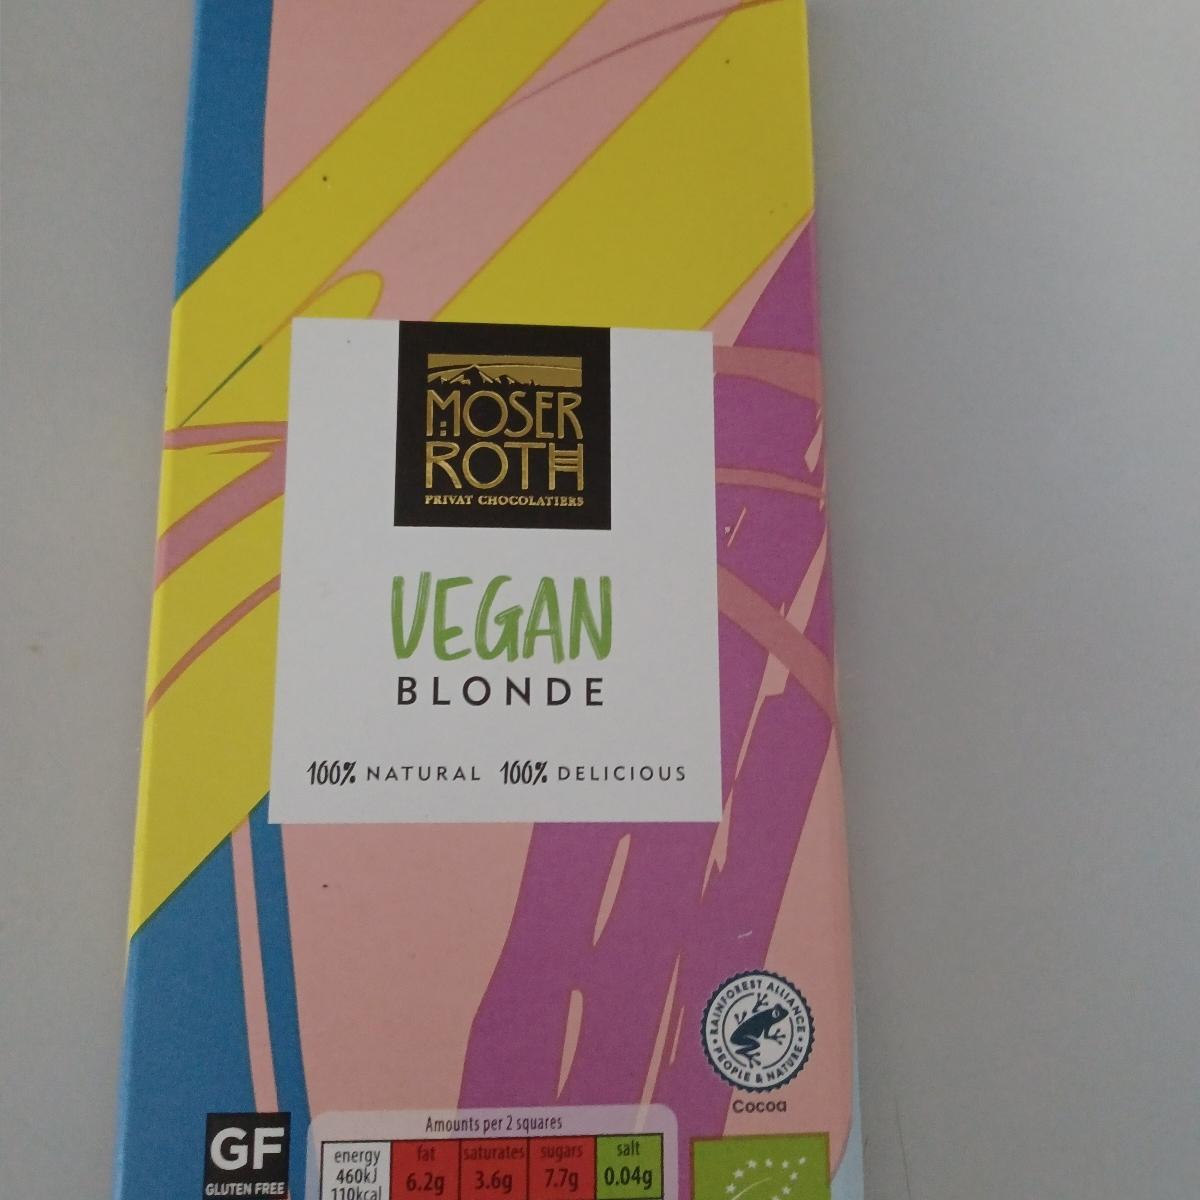 MOSER
ROTH
PRIVAT CHOCOLATIERS
VEGAN
BLONDE
100% NATURAL 100% DELICIOUS
RAINFOREST ALLIANCE
PEOPLE & NATURE
Cocoa
GF
GLUTEN FREE
Amounts per 2 squares
energy fat saturates sugars salt
460kJ 6.2g 3.6g 7.7g 0.04g
110kcal